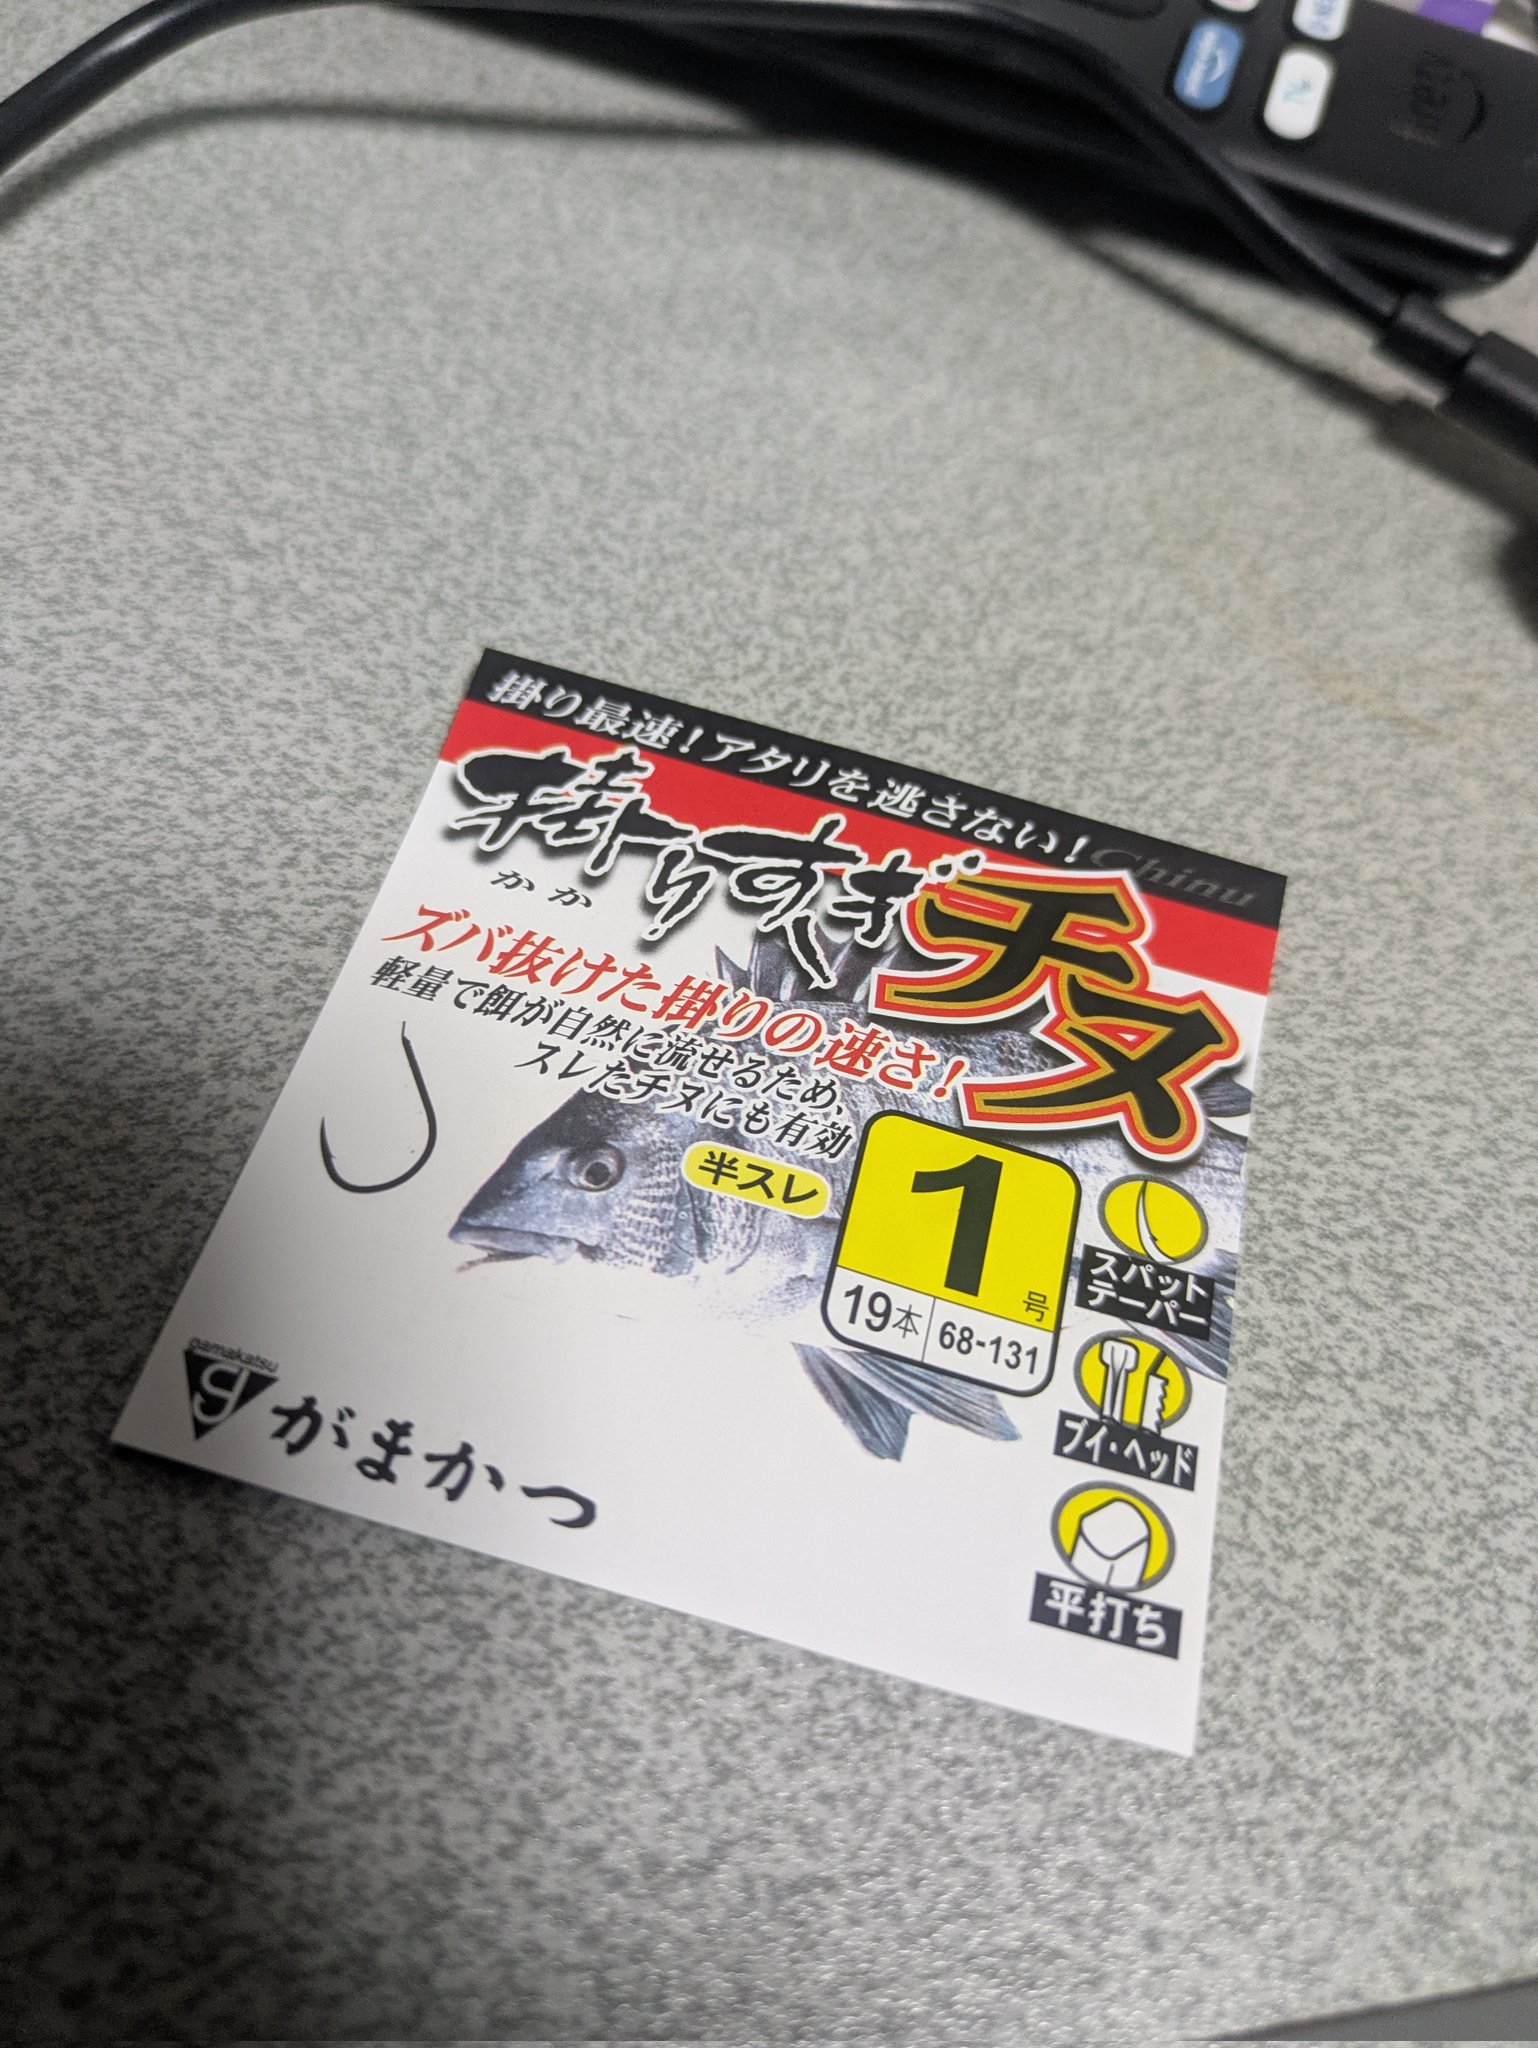 掛り最速！アタリを逃さない！Chinu
掛りすぎチヌ
かか
ズバ抜けた掛りの速さ！
軽量で餌が自然に流せるため、
スレたチヌにも有効
半スレ
1号
19本 68-131
スパット
テーパー
ブイ・ヘッド
平打ち
gamakatsu
がまかつ